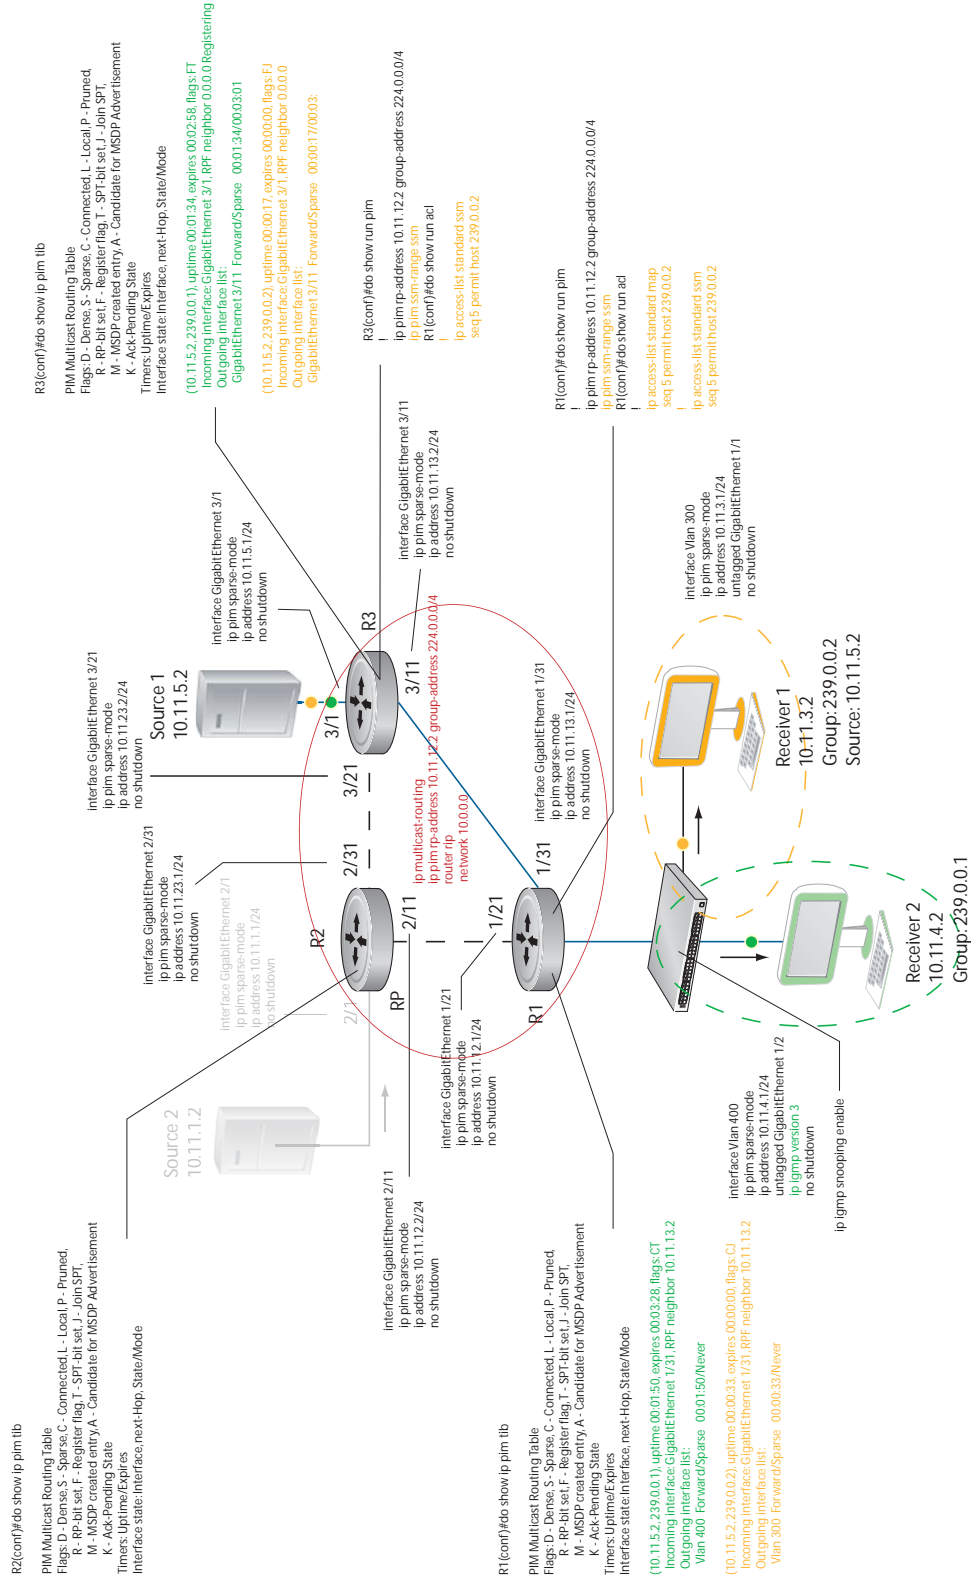 R2(conf)#do show ip pim tib
PIM Multicast Routing Table
Flags: D - Dense, S - Sparse, C - Connected, L - Local, P - Pruned,
R - RP-bit set, F - Register flag, T - SPT-bit set, J - Join SPT,
M - MSDP created entry, A - Candidate for MSDP Advertisement
K - Ack-Pending State
Timers: Uptime/Expires
Interface state: Interface, next-Hop, State/Mode
R3(conf)#do show ip pim tib
PIM Multicast Routing Table
Flags: D - Dense, S - Sparse, C - Connected, L - Local, P - Pruned,
R - RP-bit set, F - Register flag, T - SPT-bit set, J - Join SPT,
M - MSDP created entry, A - Candidate for MSDP Advertisement
K - Ack-Pending State
Timers: Uptime/Expires
Interface state: Interface, next-Hop, State/Mode
(10.11.5.2, 239.0.0.1), uptime 00:01:34, expires 00:02:58, flags: FT
Incoming interface: GigabitEthernet 3/1, RPF neighbor 0.0.0.0 Registering
Outgoing interface list:
GigabitEthernet 3/11 Forward/Sparse 00:01:34/00:03:01
(10.11.5.2, 239.0.0.2), uptime 00:00:17, expires 00:00:00, flags: FJ
Incoming interface: GigabitEthernet 3/1, RPF neighbor 0.0.0.0
Outgoing interface list:
GigabitEthernet 3/11 Forward/Sparse 00:00:17/00:03:
interface GigabitEthernet 3/21
ip pim sparse-mode
ip address 10.11.23.2/24
no shutdown
interface GigabitEthernet 2/31
ip pim sparse-mode
ip address 10.11.23.1/24
no shutdown
Source 1
10.11.5.2
interface GigabitEthernet 3/1
ip pim sparse-mode
ip address 10.11.5.1/24
no shutdown
Source 2
10.11.1.2
interface GigabitEthernet 2/1
ip pim sparse-mode
ip address 10.11.1.1/24
no shutdown
2/1
R2
2/31
3/21
3/1
R3
R3(conf)#do show run pim
!
ip pim rp-address 10.11.12.2 group-address 224.0.0.0/4
ip pim ssm-range ssm
R1(conf)#do show run acl
!
ip access-list standard ssm
seq 5 permit host 239.0.0.2
interface GigabitEthernet 2/11
ip pim sparse-mode
ip address 10.11.12.2/24
no shutdown
RP
2/11
3/11
interface GigabitEthernet 3/11
ip pim sparse-mode
ip address 10.11.13.2/24
no shutdown
ip multicast-routing
ip pim rp-address 10.11.12.2 group-address 224.0.0.0/4
router rip
network 10.0.0.0
interface GigabitEthernet 1/21
ip pim sparse-mode
ip address 10.11.12.1/24
no shutdown
1/21
1/31
R1
interface GigabitEthernet 1/31
ip pim sparse-mode
ip address 10.11.13.1/24
no shutdown
R1(conf)#do show run pim
!
ip pim rp-address 10.11.12.2 group-address 224.0.0.0/4
ip pim ssm-range ssm
R1(conf)#do show run acl
!
ip access-list standard map
seq 5 permit host 239.0.0.2
!
ip access-list standard ssm
seq 5 permit host 239.0.0.2
R1(conf)#do show ip pim tib
PIM Multicast Routing Table
Flags: D - Dense, S - Sparse, C - Connected, L - Local, P - Pruned,
R - RP-bit set, F - Register flag, T - SPT-bit set, J - Join SPT,
M - MSDP created entry, A - Candidate for MSDP Advertisement
K - Ack-Pending State
Timers: Uptime/Expires
Interface state: Interface, next-Hop, State/Mode
(10.11.5.2, 239.0.0.1), uptime 00:01:50, expires 00:03:28, flags: CT
Incoming interface: GigabitEthernet 1/31, RPF neighbor 10.11.13.2
Outgoing interface list:
Vlan 400 Forward/Sparse 00:01:50/Never
(10.11.5.2, 239.0.0.2), uptime 00:00:33, expires 00:00:00, flags: CJ
Incoming interface: GigabitEthernet 1/31, RPF neighbor 10.11.13.2
Outgoing interface list:
Vlan 300 Forward/Sparse 00:00:33/Never
interface Vlan 300
ip pim sparse-mode
ip address 10.11.3.1/24
untagged GigabitEthernet 1/1
no shutdown
interface Vlan 400
ip pim sparse-mode
ip address 10.11.4.1/24
untagged GigabitEthernet 1/2
ip igmp version 3
no shutdown
ip igmp snooping enable
Receiver 1
10.11.3.2
Group: 239.0.0.2
Source: 10.11.5.2
Receiver 2
10.11.4.2
Group: 239.0.0.1